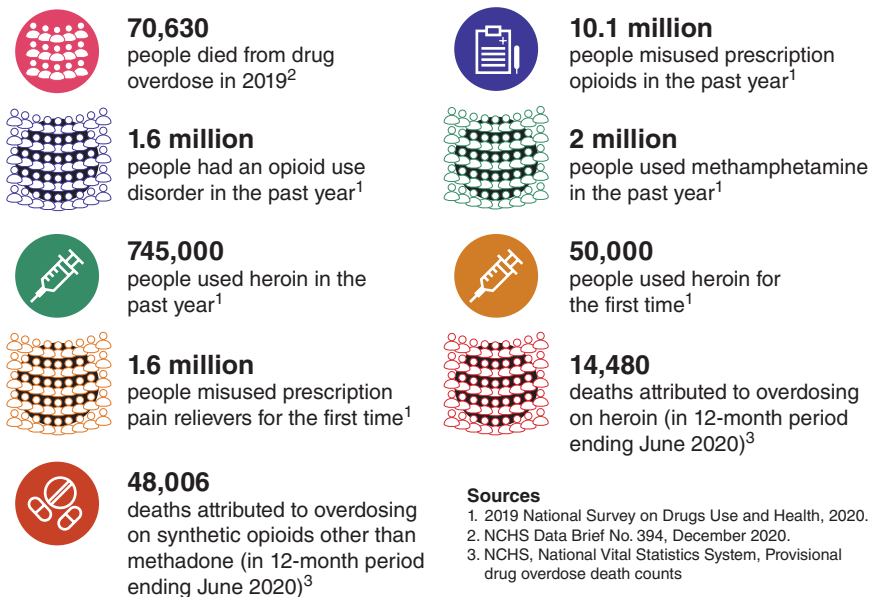 70,630
people died from drug
overdose in 2019²
10.1 million
people misused prescription
opioids in the past year¹
1.6 million
people had an opioid use
disorder in the past year¹
2 million
people used methamphetamine
in the past year¹
745,000
people used heroin in the
past year¹
50,000
people used heroin for
the first time¹
1.6 million
people misused prescription
pain relievers for the first time¹
14,480
deaths attributed to overdosing
on heroin (in 12-month period
ending June 2020)³
48,006
deaths attributed to overdosing
on synthetic opioids other than
methadone (in 12-month period
ending June 2020)³
Sources
1. 2019 National Survey on Drugs Use and Health, 2020.
2. NCHS Data Brief No. 394, December 2020.
3. NCHS, National Vital Statistics System, Provisional
drug overdose death counts